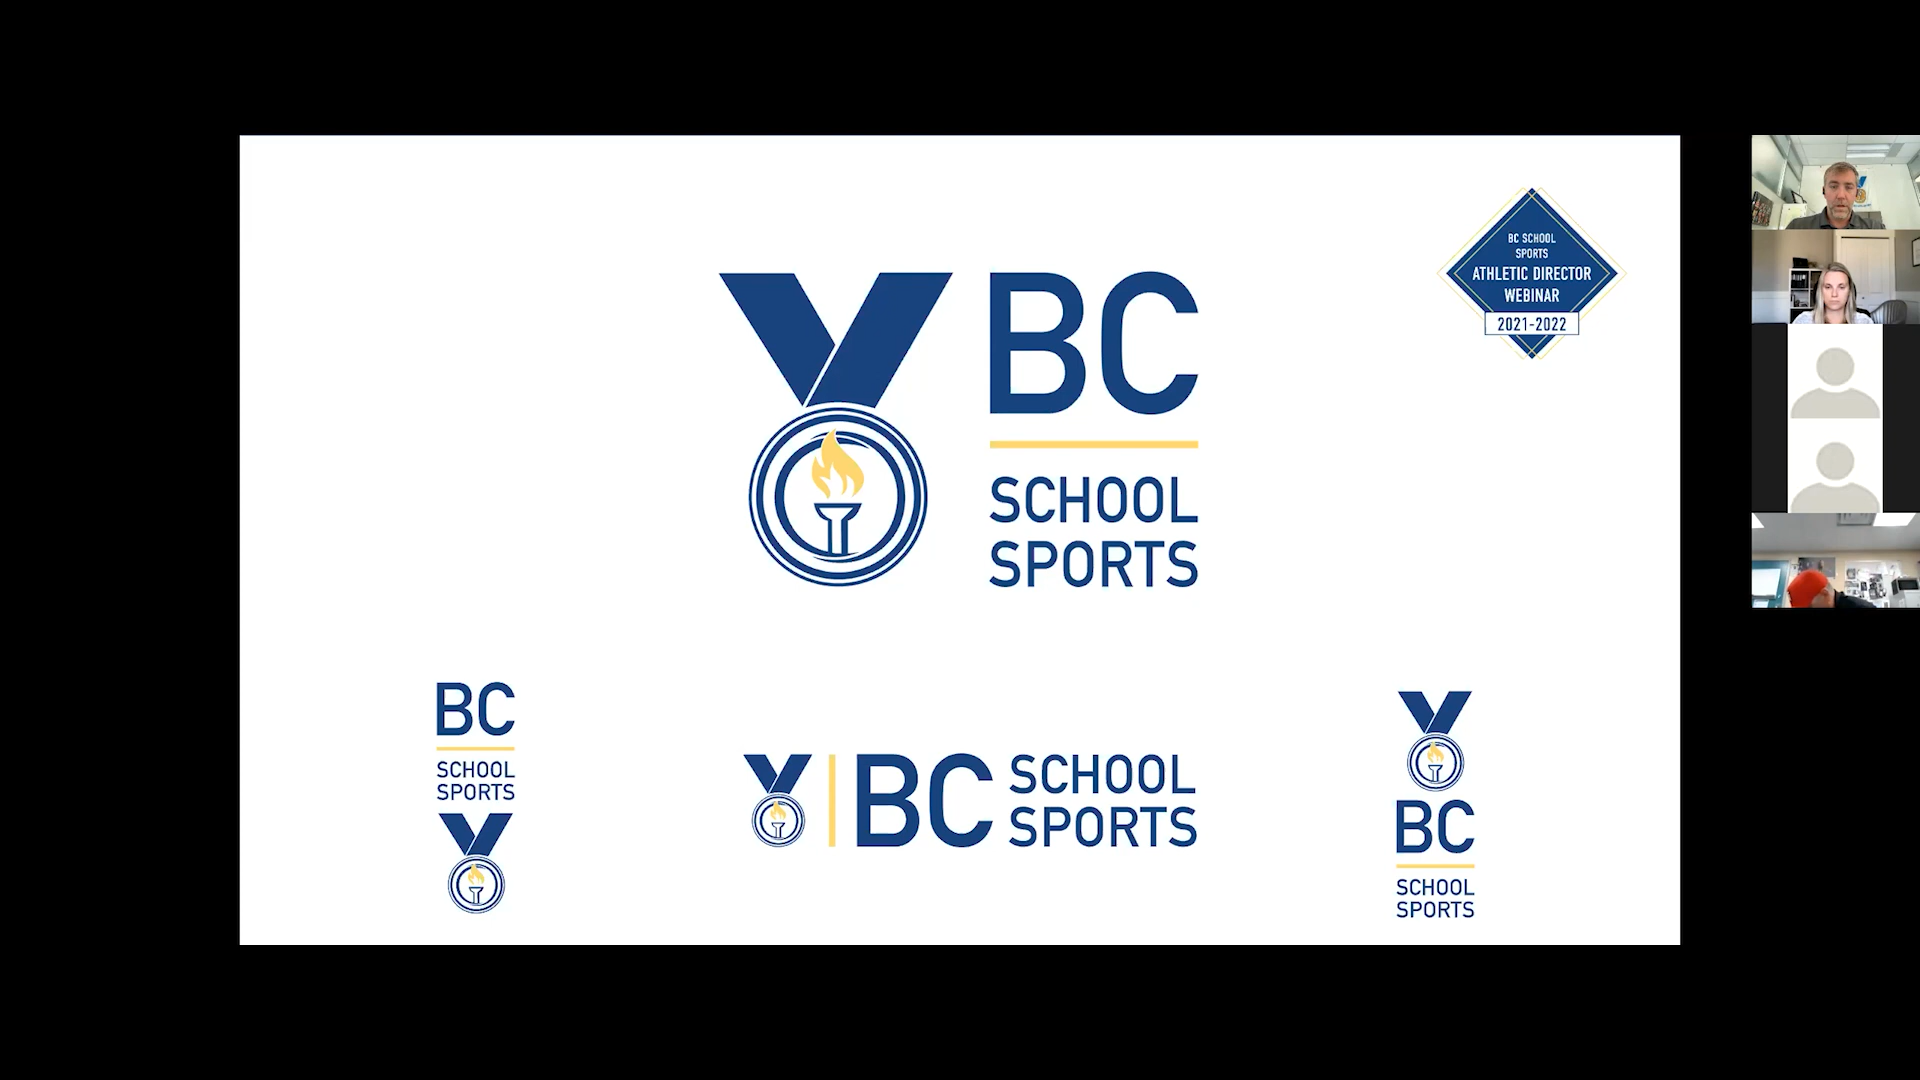 BC
SCHOOL
SPORTS
BC SCHOOL
SPORTS
ATHLETIC DIRECTOR
WEBINAR
2021-2022
BC
SCHOOL
SPORTS
BC SCHOOL
SPORTS
BC
SCHOOL
SPORTS